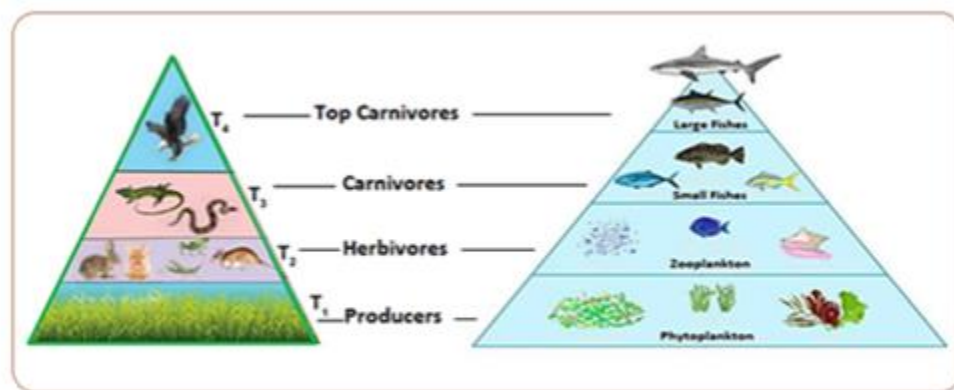 T4
Top Carnivores
Large Fishes
T3
Carnivores
Small Fishes
T2
Herbivores
Zooplankton
T1
Producers
Phytoplankton